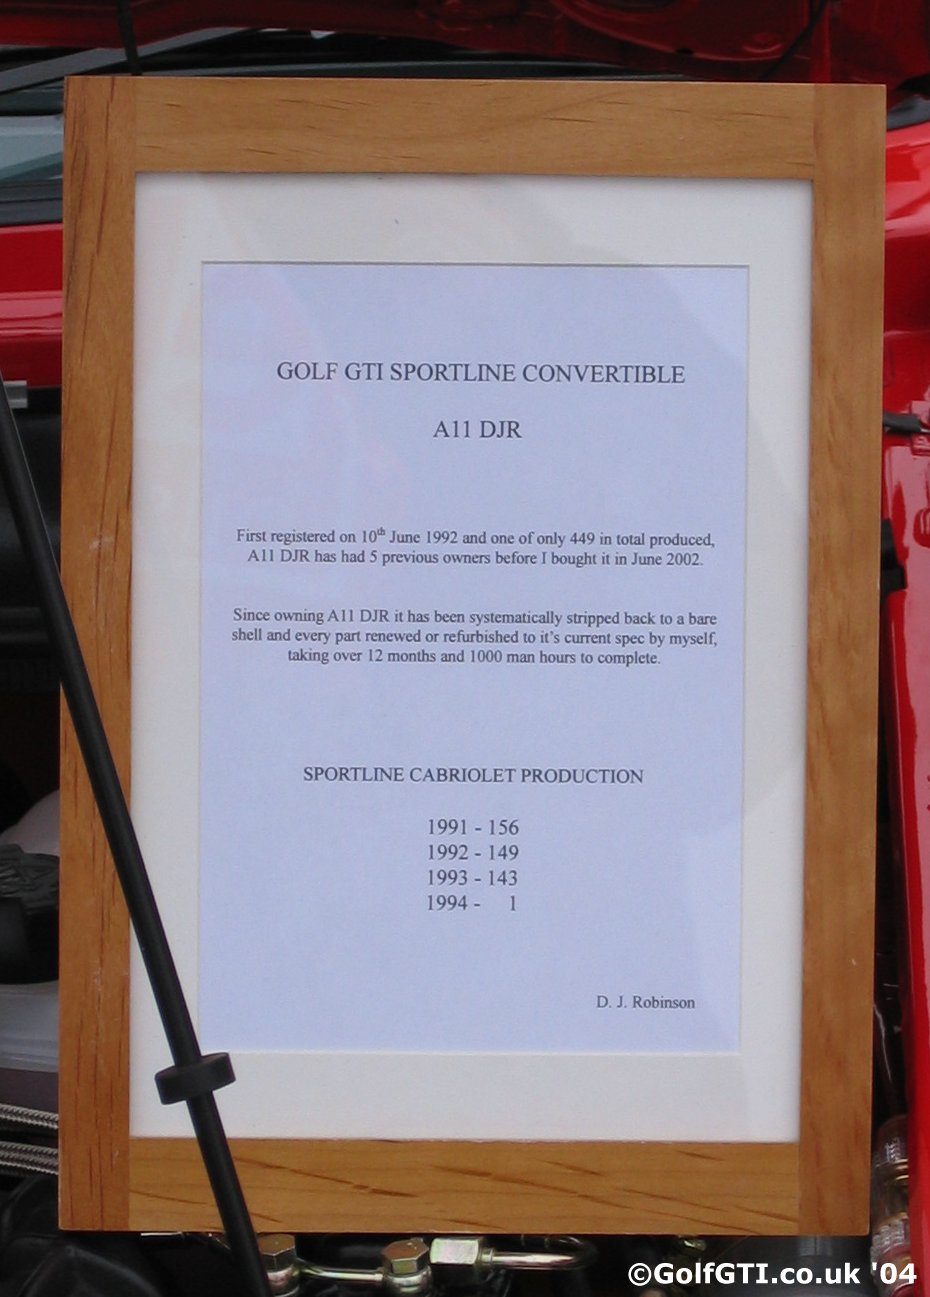 GOLF GTI SPORTLINE CONVERTIBLE
A11 DJR
First registered on 10th June 1992 and one of only 449 in total produced,
A11 DJR has had 5 previous owners before I bought it in June 2002.
Since owning A11 DJR it has been systematically stripped back to a bare
shell and every part renewed or refurbished to it's current spec by myself,
taking over 12 months and 1000 man hours to complete.
SPORTLINE CABRIOLET PRODUCTION
1991 - 156
1992 - 149
1993 - 143
1994 - 1
D. J. Robinson
©GolfGTI.co.uk '04